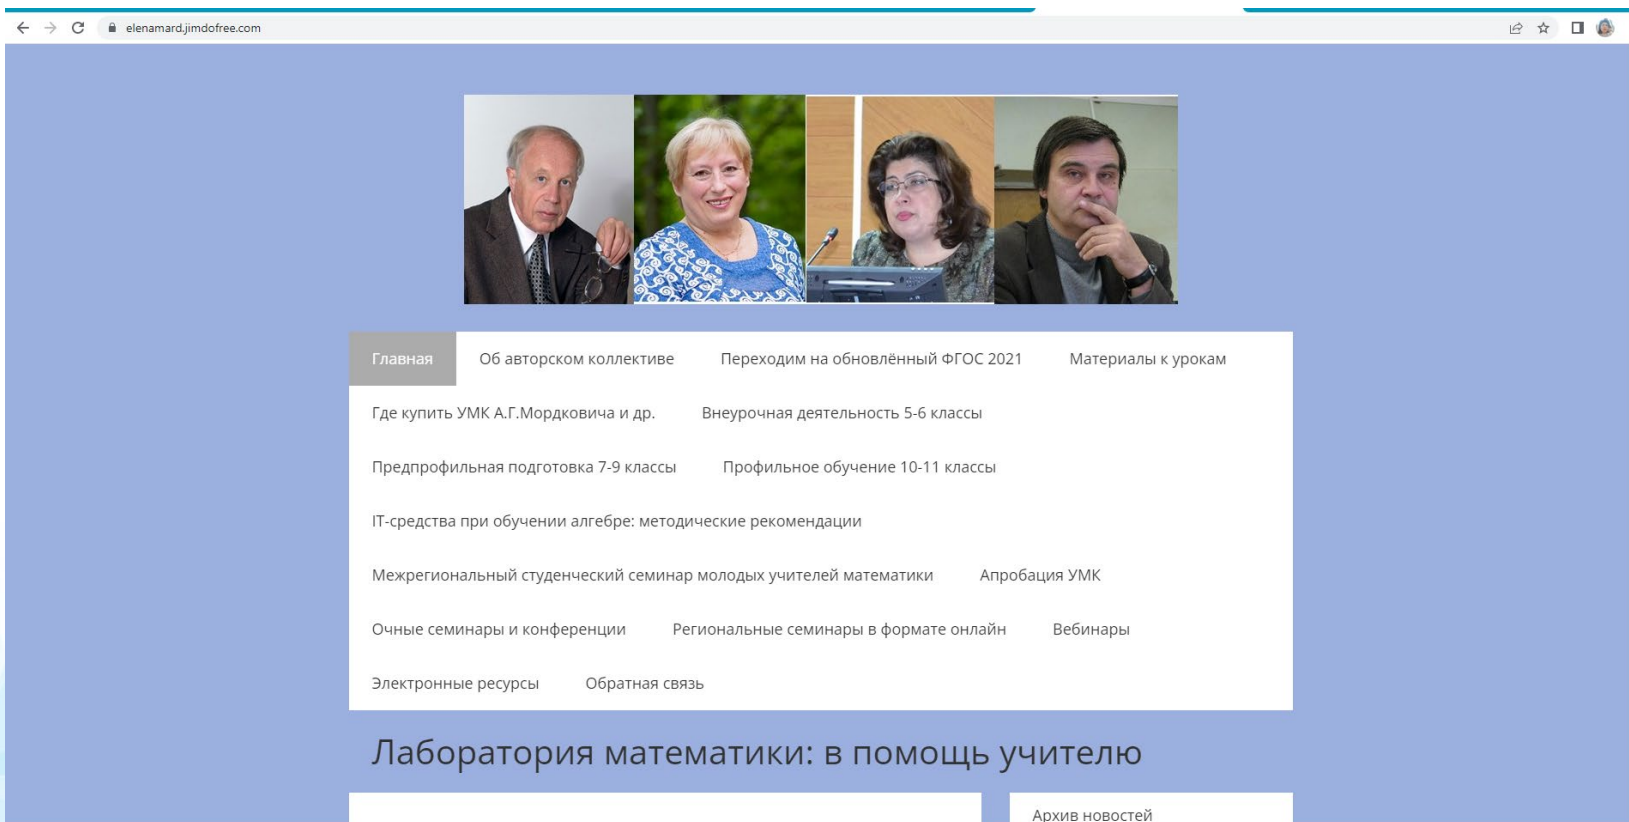 elenamard.jimdofree.com
Главная Об авторском коллективе Переходим на обновлённый ФГОС 2021 Материалы к урокам
Где купить УМК А.Г.Мордковича и др. Внеурочная деятельность 5-6 классы
Предпрофильная подготовка 7-9 классы Профильное обучение 10-11 классы
IT-средства при обучении алгебре: методические рекомендации
Межрегиональный студенческий семинар молодых учителей математики Апробация УМК
Очные семинары и конференции Региональные семинары в формате онлайн Вебинары
Электронные ресурсы Обратная связь
Лаборатория математики: в помощь учителю
Архив новостей